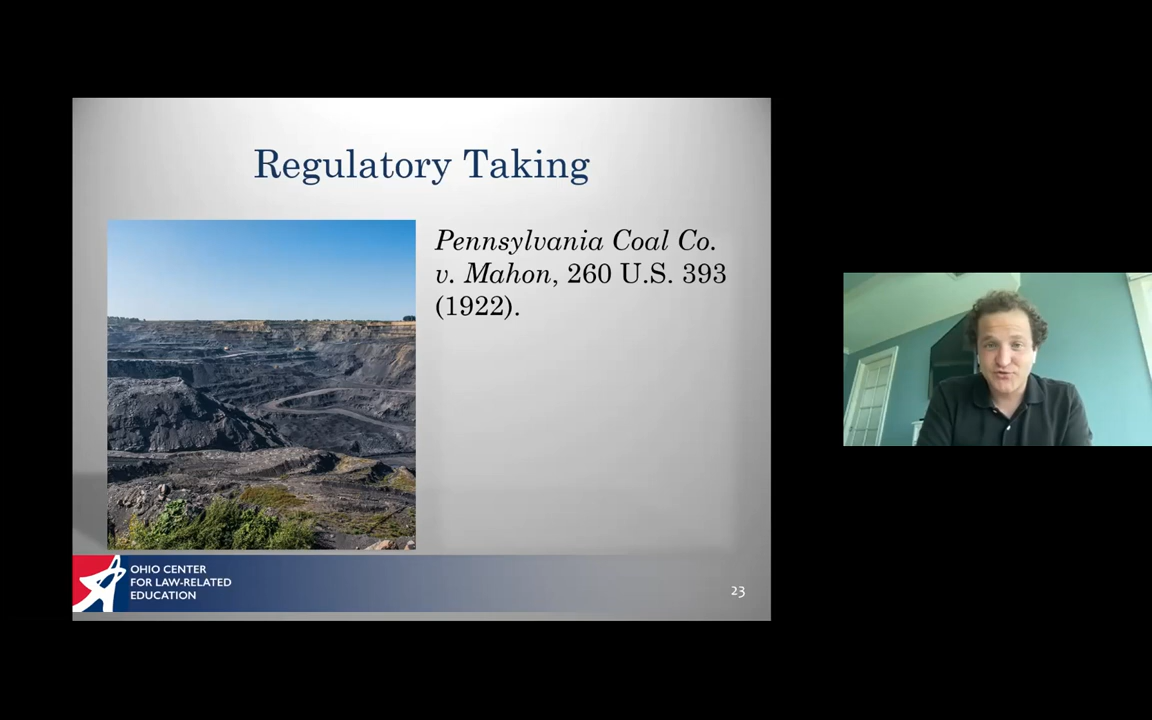 Regulatory Taking
Pennsylvania Coal Co.
v. Mahon, 260 U.S. 393
(1922).
OHIO CENTER
FOR LAW-RELATED
EDUCATION
23